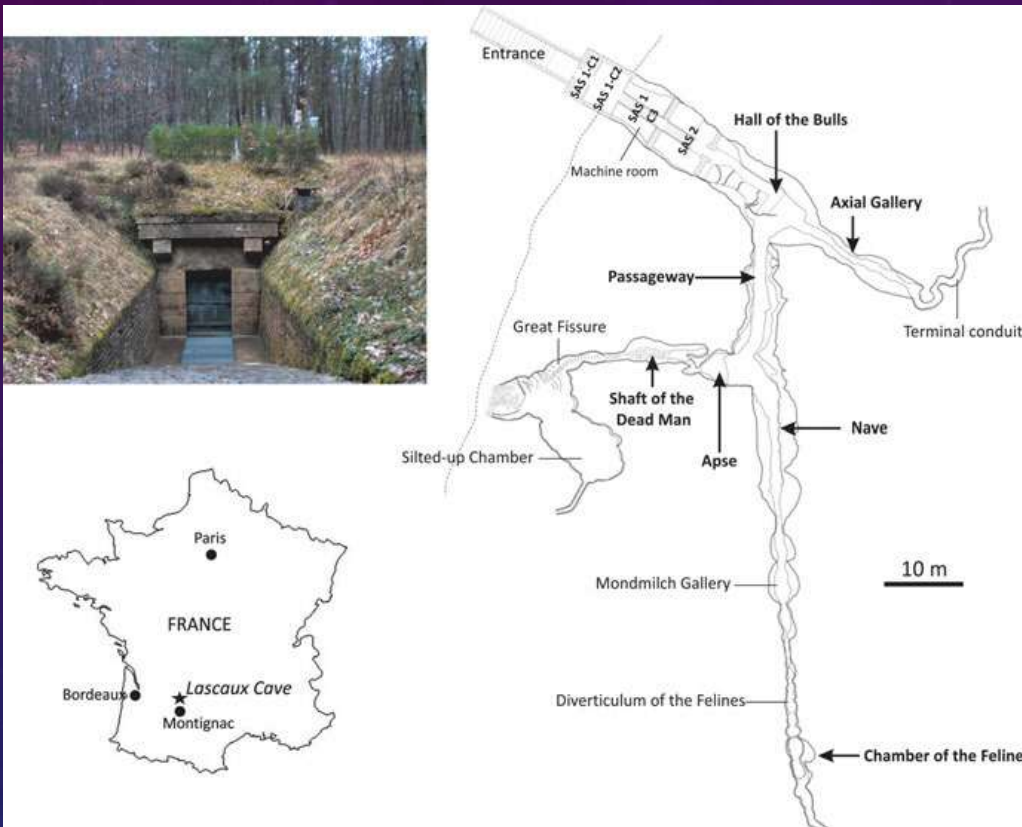 Entrance
SAS 1-C1
SAS 1-C2
SAS 1
C3
SAS 2
Machine room
Hall of the Bulls
Axial Gallery
Passageway
Terminal conduit
Great Fissure
Shaft of the
Dead Man
Apse
Nave
Silted-up Chamber
Mondmilch Gallery
10 m
Diverticulum of the Felines
Chamber of the Feline
Paris
FRANCE
Bordeaux
Lascaux Cave
Montignac